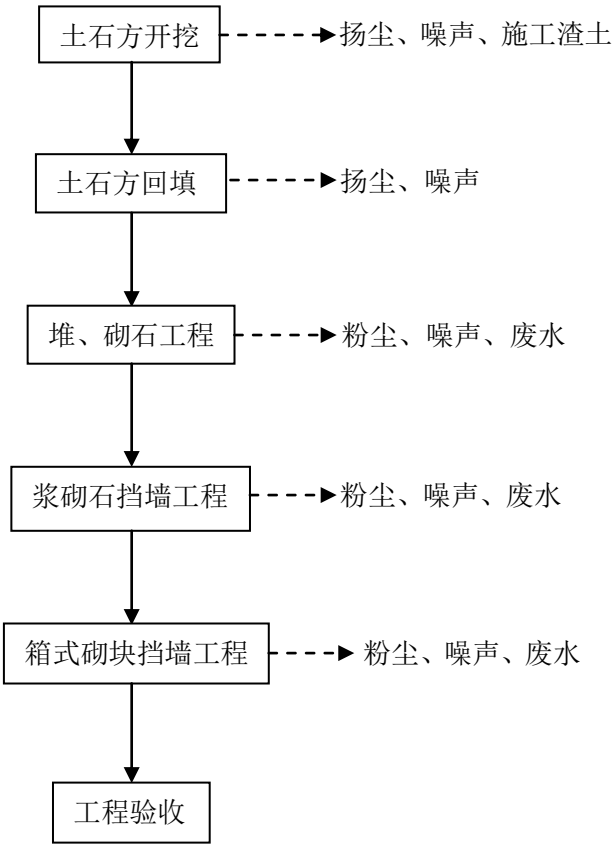 土石方开挖
扬尘、噪声、施工渣土
土石方回填
扬尘、噪声
堆、砌石工程
粉尘、噪声、废水
浆砌石挡墙工程
粉尘、噪声、废水
箱式砌块挡墙工程
粉尘、噪声、废水
工程验收